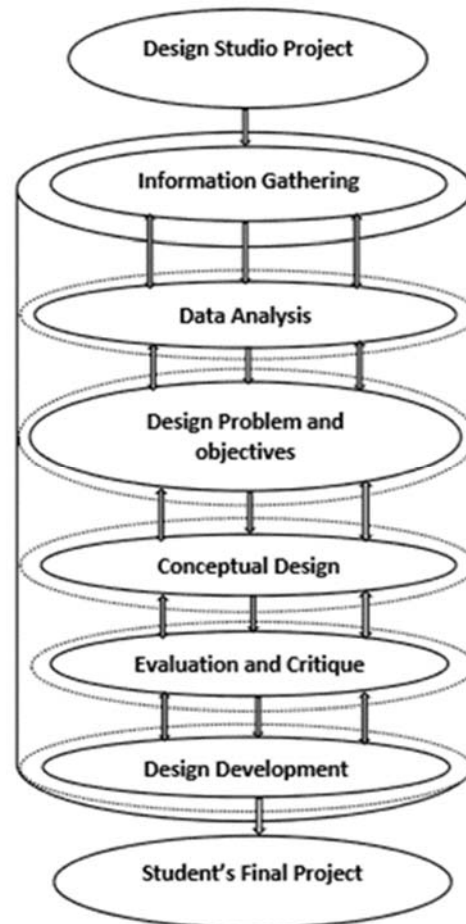 Design Studio Project
Information Gathering
Data Analysis
Design Problem and
objectives
Conceptual Design
Evaluation and Critique
Design Development
Student's Final Project